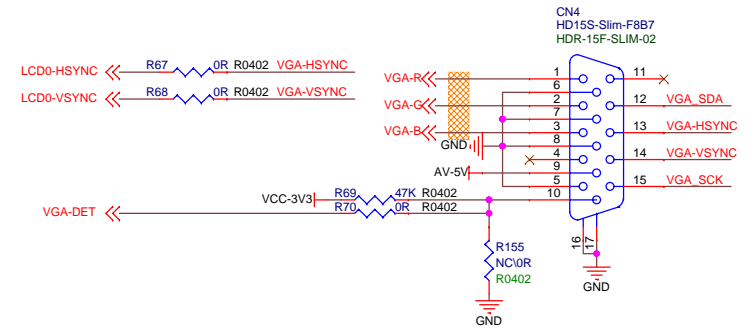 CN4
HD15S-Slim-F8B7
HDR-15F-SLIM-02
LCD0-HSYNC
R67
0R
R0402
VGA-HSYNC
LCD0-VSYNC
R68
0R
R0402
VGA-VSYNC
VGA-R
VGA-G
VGA-B
GND
AV-5V
1
6
2
7
3
8
4
9
5
10
11
12
VGA_SDA
13
VGA-HSYNC
14
VGA-VSYNC
15
VGA_SCK
16
17
GND
VCC-3V3
R69
47K
R0402
VGA-DET
R70
0R
R0402
R155
NC\0R
R0402
GND